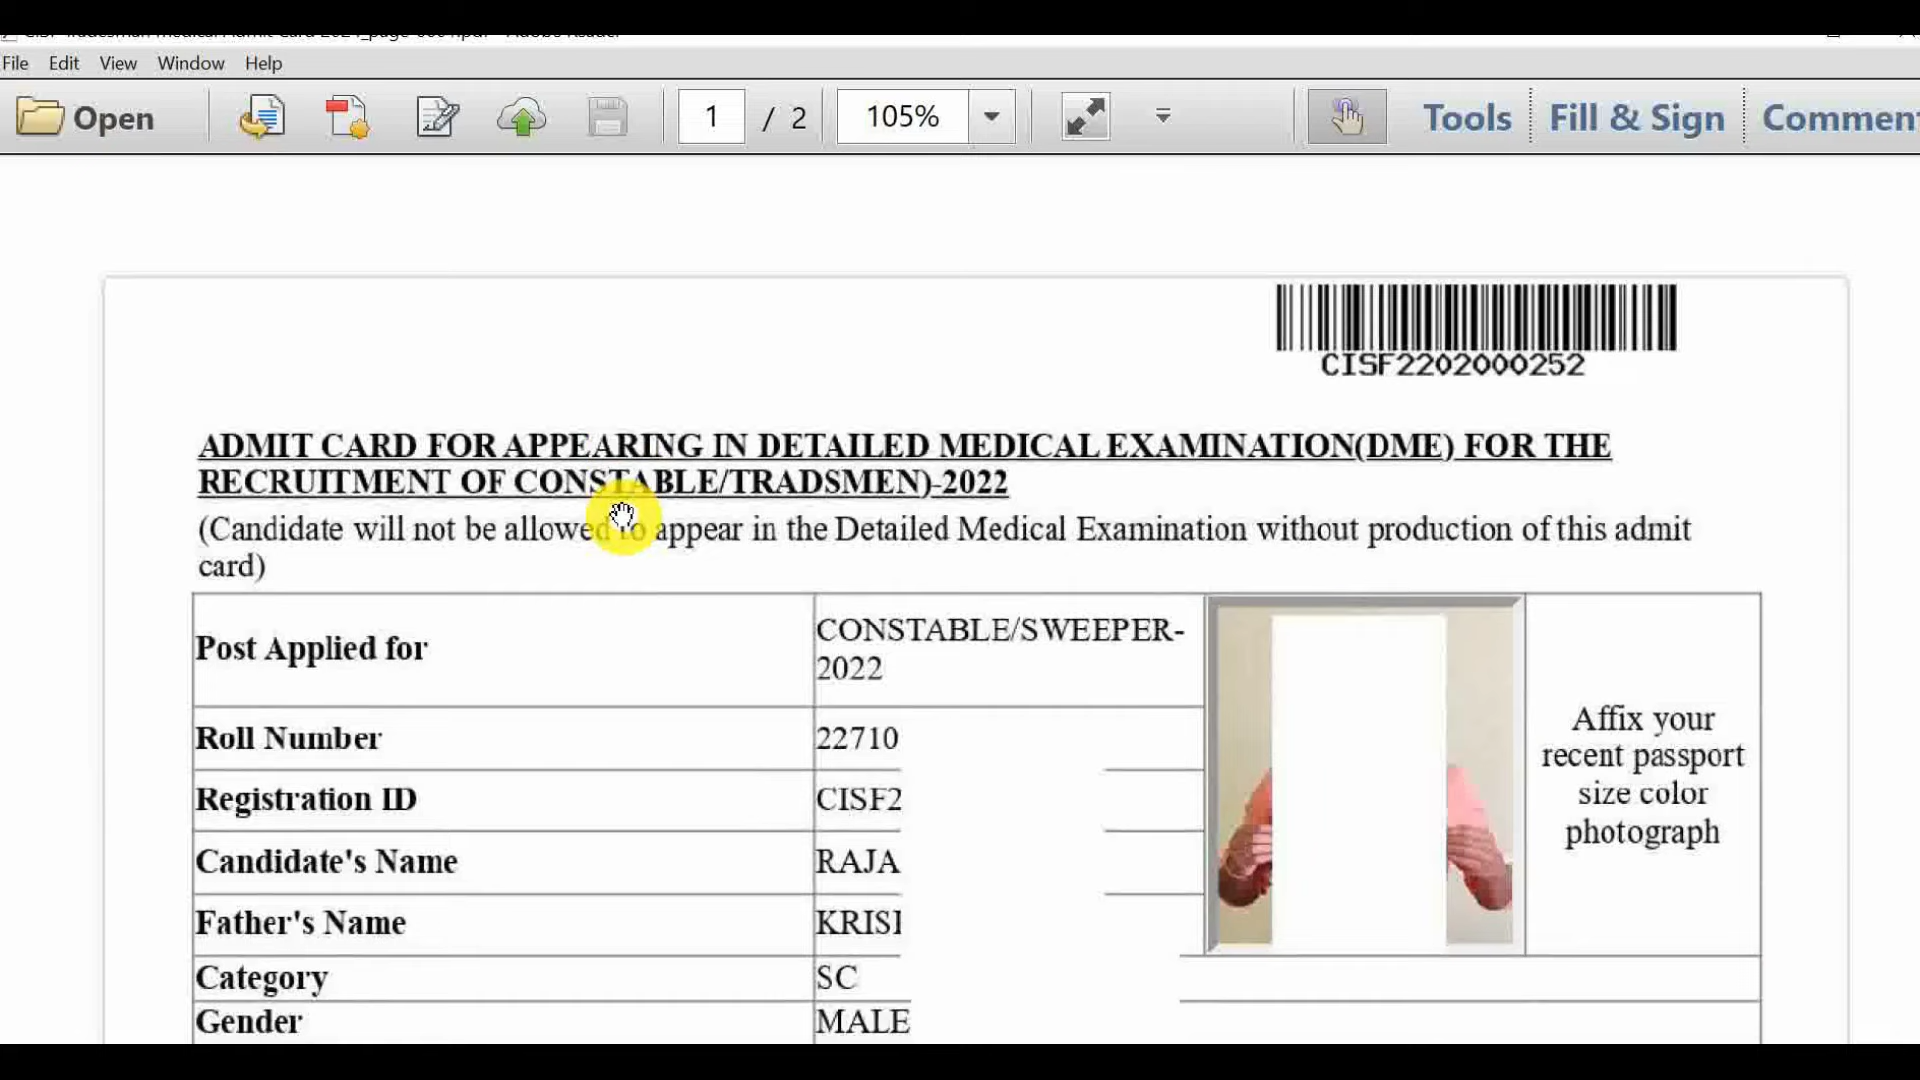 File Edit View Window Help
Open 1 / 2 105% Tools Fill & Sign Commen
CISF2202000252
ADMIT CARD FOR APPEARING IN DETAILED MEDICAL EXAMINATION(DME) FOR THE
RECRUITMENT OF CONSTABLE/TRADSMEN)-2022
(Candidate will not be allowed to appear in the Detailed Medical Examination without production of this admit
card)
Post Applied for CONSTABLE/SWEEPER-
2022
Roll Number 22710
Registration ID CISF2
Candidate's Name RAJA
Father's Name KRIS
Category SC
Gender MALE
Affix your
recent passport
size color
photograph